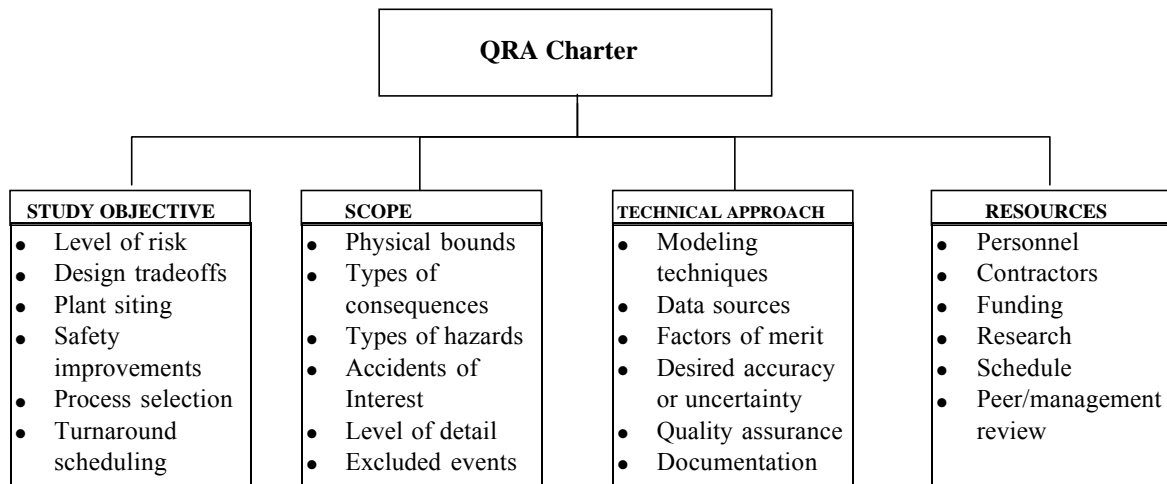 QRA Charter
STUDY OBJECTIVE
● Level of risk
● Design tradeoffs
● Plant siting
● Safety
improvements
● Process selection
● Turnaround
scheduling
SCOPE
● Physical bounds
● Types of
consequences
● Types of hazards
● Accidents of
Interest
● Level of detail
● Excluded events
TECHNICAL APPROACH
● Modeling
techniques
● Data sources
● Factors of merit
● Desired accuracy
or uncertainty
● Quality assurance
● Documentation
RESOURCES
● Personnel
● Contractors
● Funding
● Research
● Schedule
● Peer/management
review